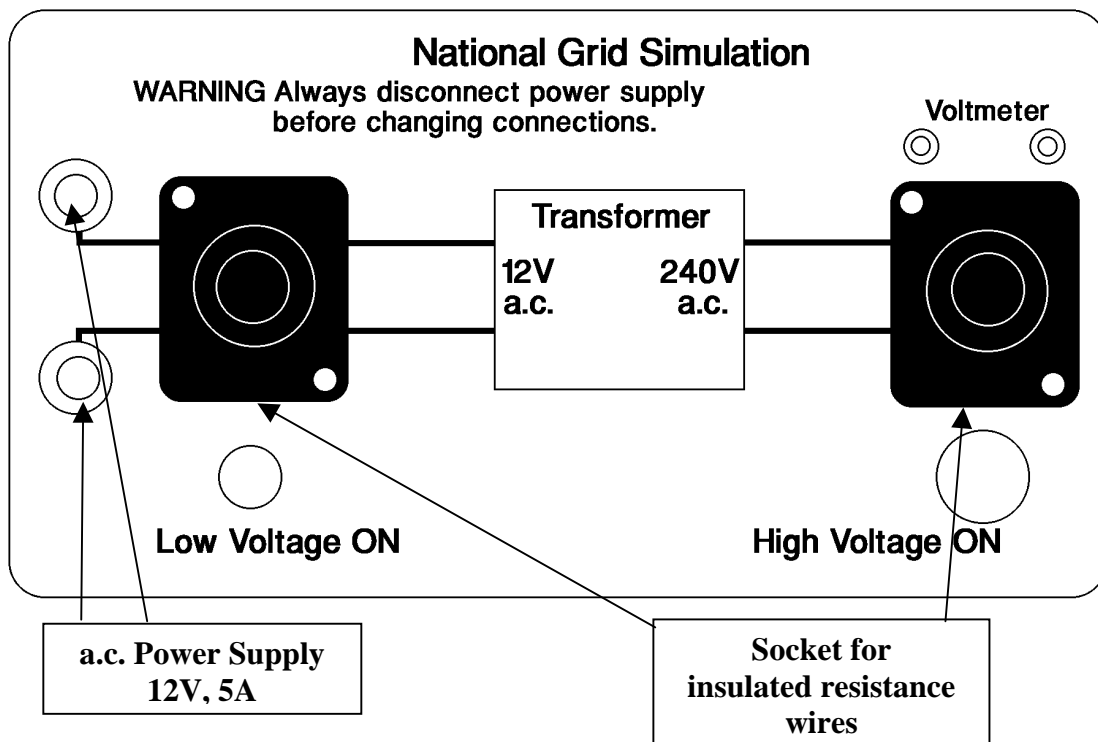 National Grid Simulation
WARNING Always disconnect power supply
before changing connections.
Voltmeter
Transformer
12V 240V
a.c. a.c.
Low Voltage ON High Voltage ON
a.c. Power Supply
12V, 5A
Socket for
insulated resistance
wires